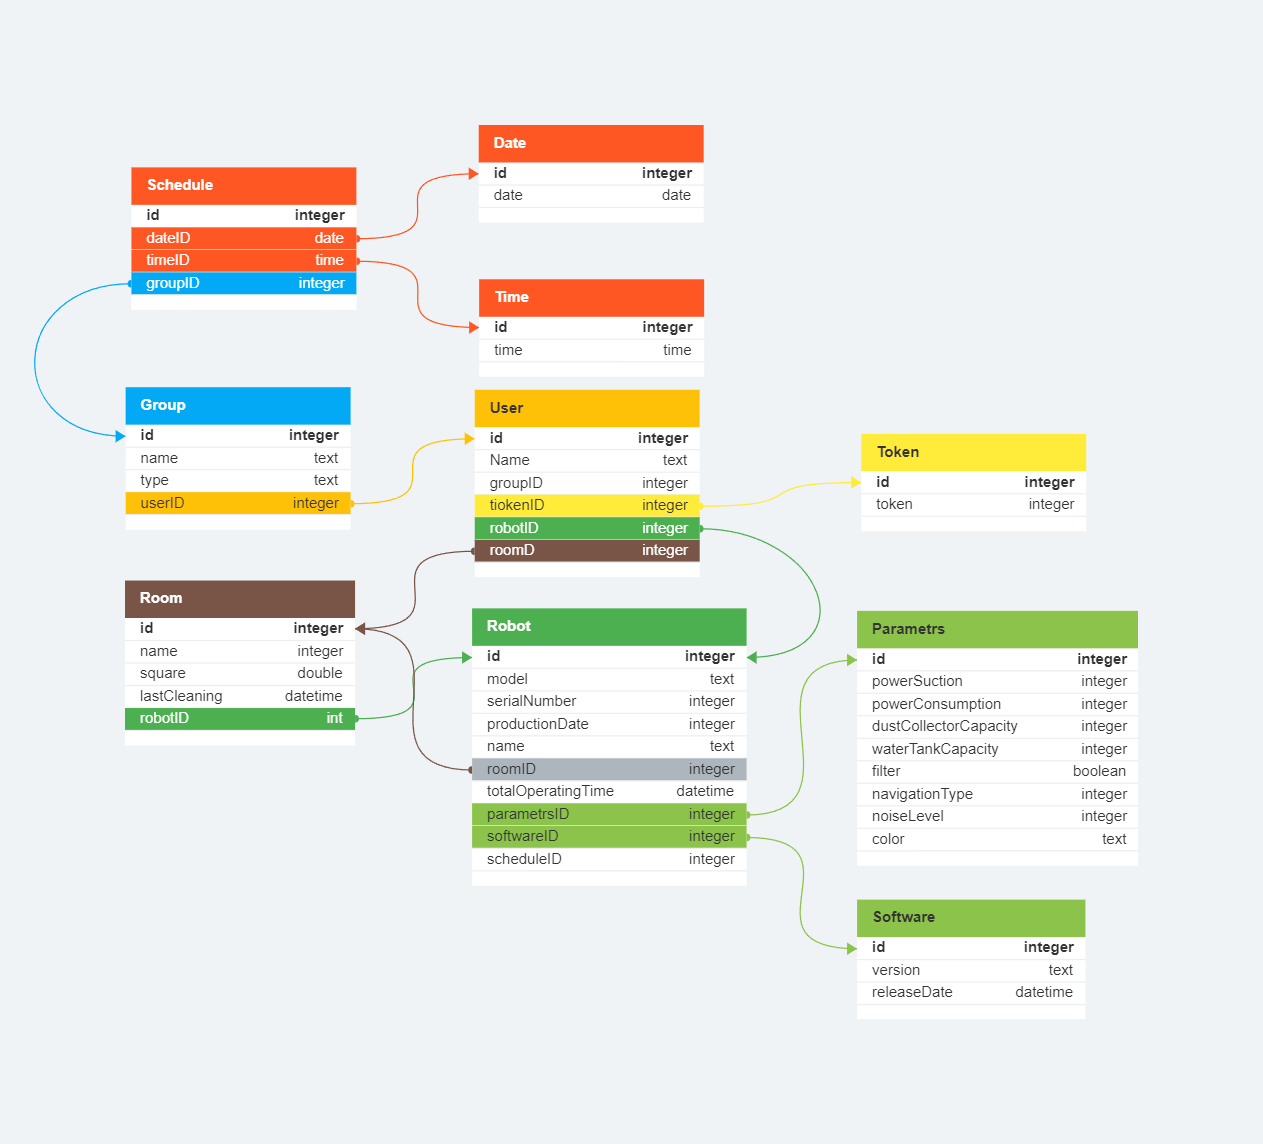 Date
id integer
date date
Schedule
id integer
dateID date
timeID time
groupID integer
Time
id integer
time time
Group
id integer
name text
type text
userID integer
User
id integer
Name text
groupID integer
tiokenID integer
robotID integer
roomD integer
Token
id integer
token integer
Room
id integer
name integer
square double
lastCleaning datetime
robotID int
Robot
id integer
model text
serialNumber integer
productionDate integer
name text
roomID integer
totalOperatingTime datetime
parametrsID integer
softwareID integer
scheduleID integer
Parametrs
id integer
powerSuction integer
powerConsumption integer
dustCollectorCapacity integer
waterTankCapacity integer
filter boolean
navigationType integer
noiseLevel integer
color text
Software
id integer
version text
releaseDate datetime